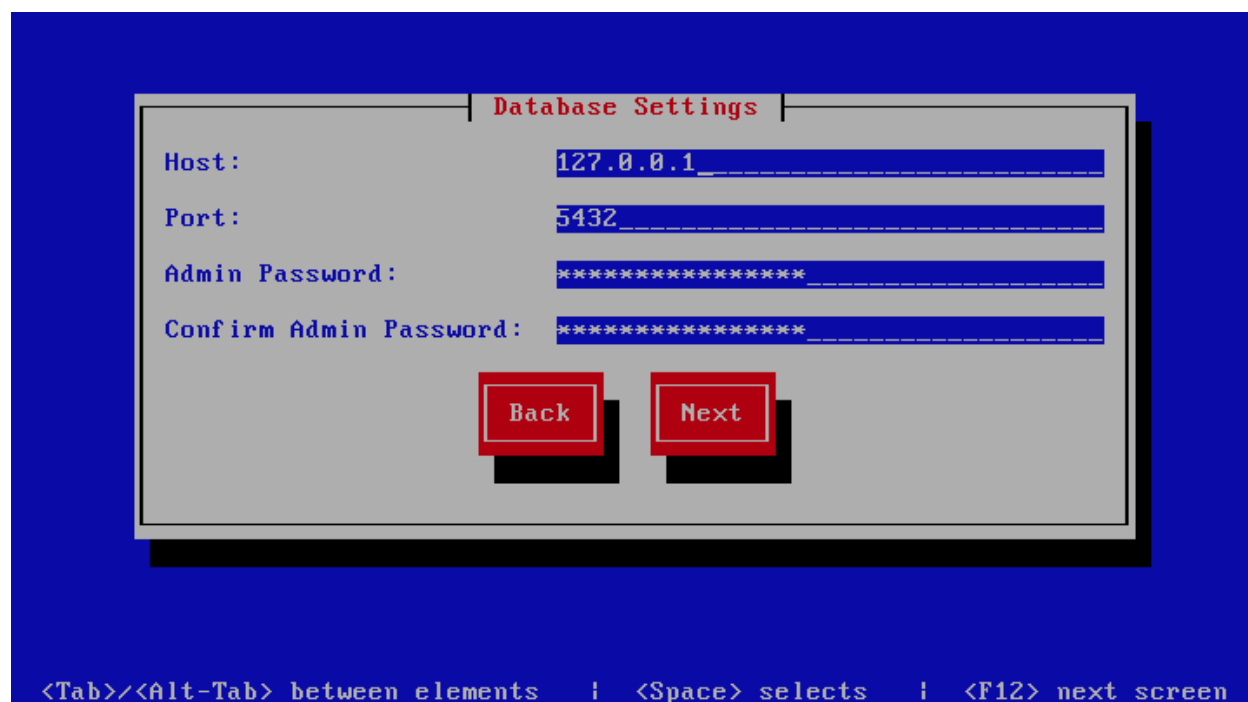 Database Settings
Host: 127.0.0.1
Port: 5432
Admin Password: ****************
Confirm Admin Password: ****************
Back Next
<Tab>/<Alt-Tab> between elements | <Space> selects | <F12> next screen